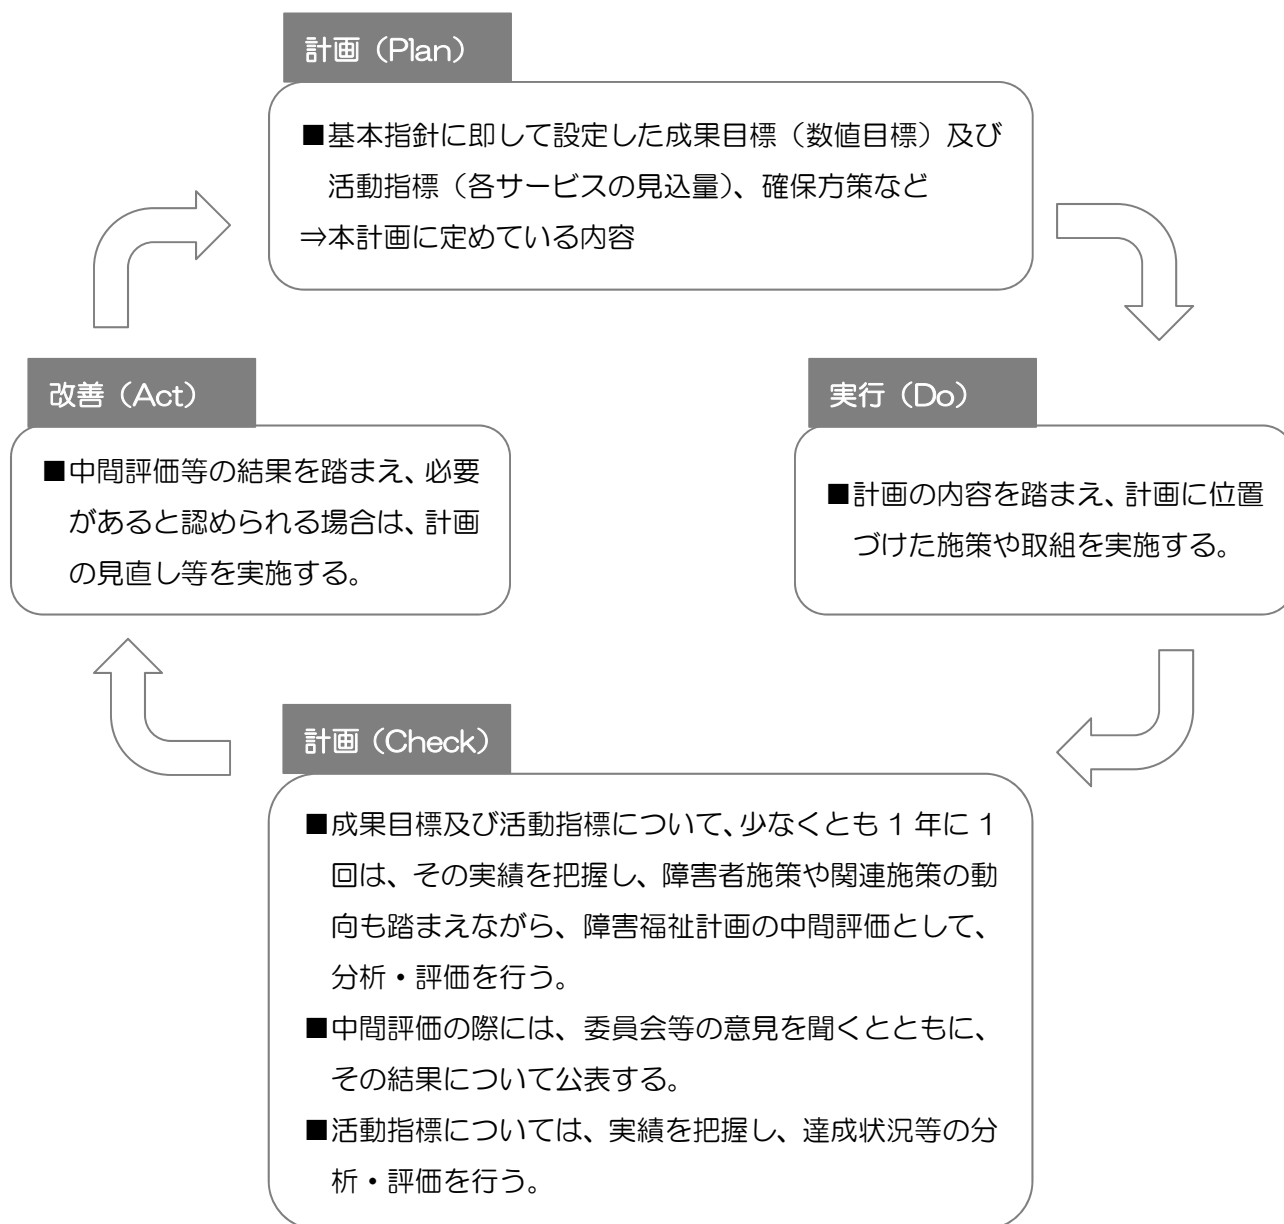 計画（Plan）
■基本指針に即して設定した成果目標（数値目標）及び
活動指標（各サービスの見込量）、確保方策など
⇒本計画に定めている内容
改善（Act）
■中間評価等の結果を踏まえ、必要
があると認められる場合は、計画
の見直し等を実施する。
実行（Do）
■計画の内容を踏まえ、計画に位置
づけた施策や取組を実施する。
計画（Check）
■成果目標及び活動指標について、少なくとも 1 年に 1
回は、その実績を把握し、障害者施策や関連施策の動
向も踏まえながら、障害福祉計画の中間評価として、
分析・評価を行う。
■中間評価の際には、委員会等の意見を聞くとともに、
その結果について公表する。
■活動指標については、実績を把握し、達成状況等の分
析・評価を行う。